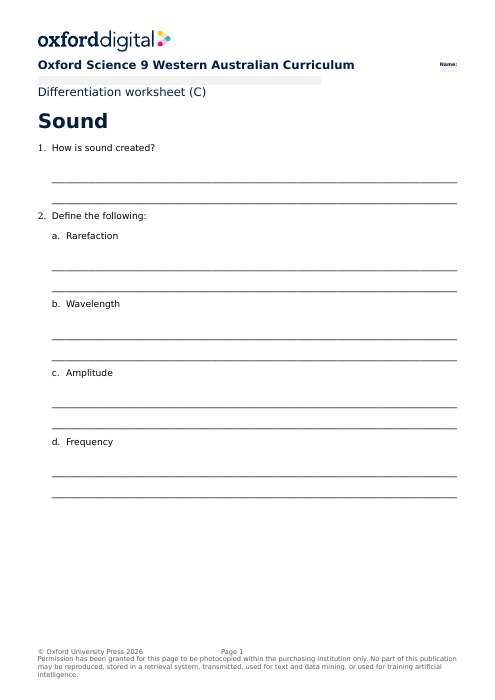 oxforddigital
Oxford Science 9 Western Australian Curriculum
Name:
Differentiation worksheet (C)
Sound
1. How is sound created?
2. Define the following:
a. Rarefaction
b. Wavelength
c. Amplitude
d. Frequency
© Oxford University Press 2026 Page 1
Permission has been granted for this page to be photocopied within the purchasing institution only. No part of this publication
may be reproduced, stored in a retrieval system, transmitted, used for text and data mining, or used for training artificial
intelligence.